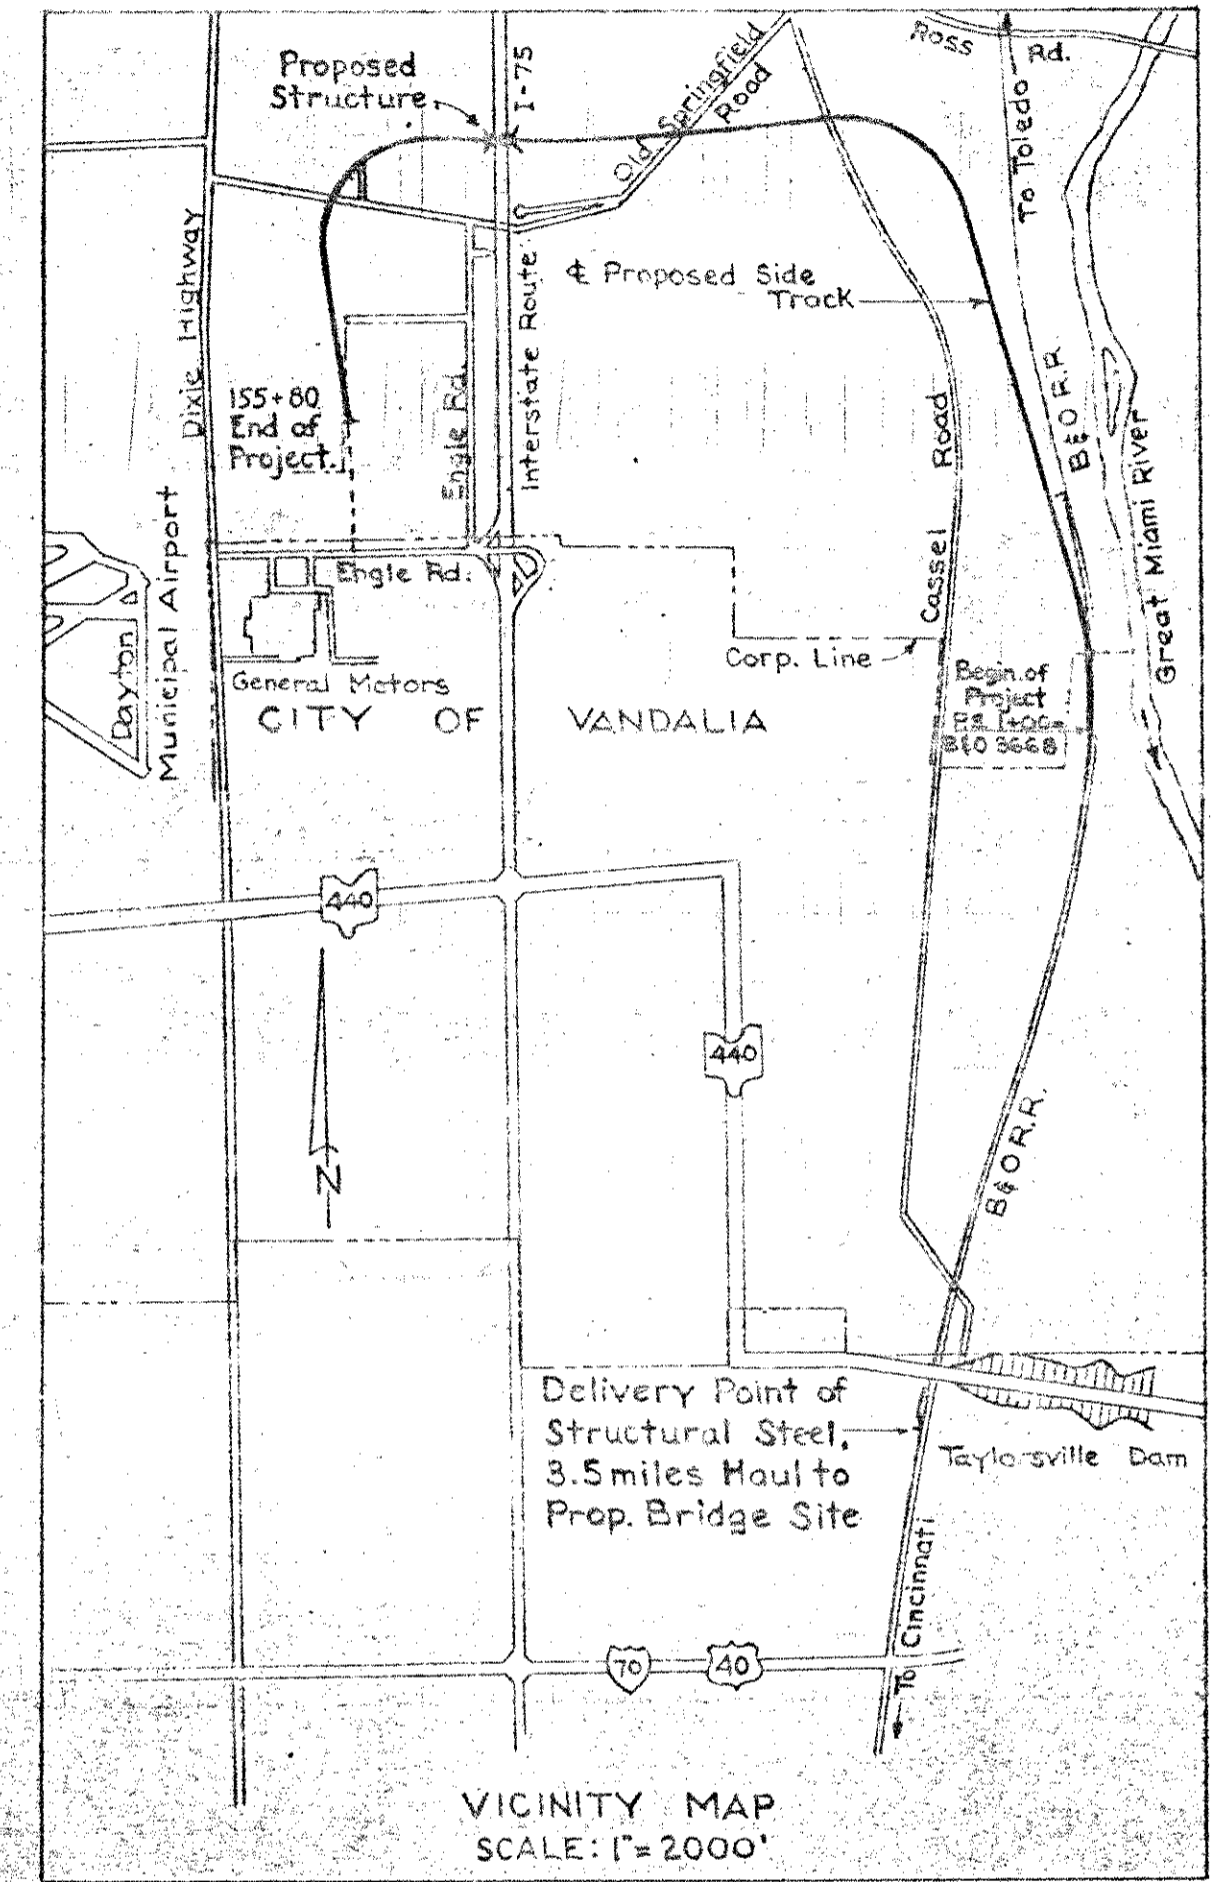 Ross
Rd.
Proposed
Structure
I-75
Old Springfield
Road
To Toledo
Dixie Highway
Interstate Route
℄ Proposed Side
Track
155+80
End of
Project
Engle Rd.
Cassel Road
B&O R.R.
Great Miami River
Dayton
Municipal Airport
Engle Rd.
General Motors
Corp. Line
Begin of
Project
B&O 3668
CITY OF VANDALIA
440
440
N
B&O R.R.
Delivery Point of
Structural Steel,
3.5 miles Haul to
Prop. Bridge Site
Taylorsville Dam
To Cincinnati
70
40
VICINITY MAP
SCALE: 1"=2000'